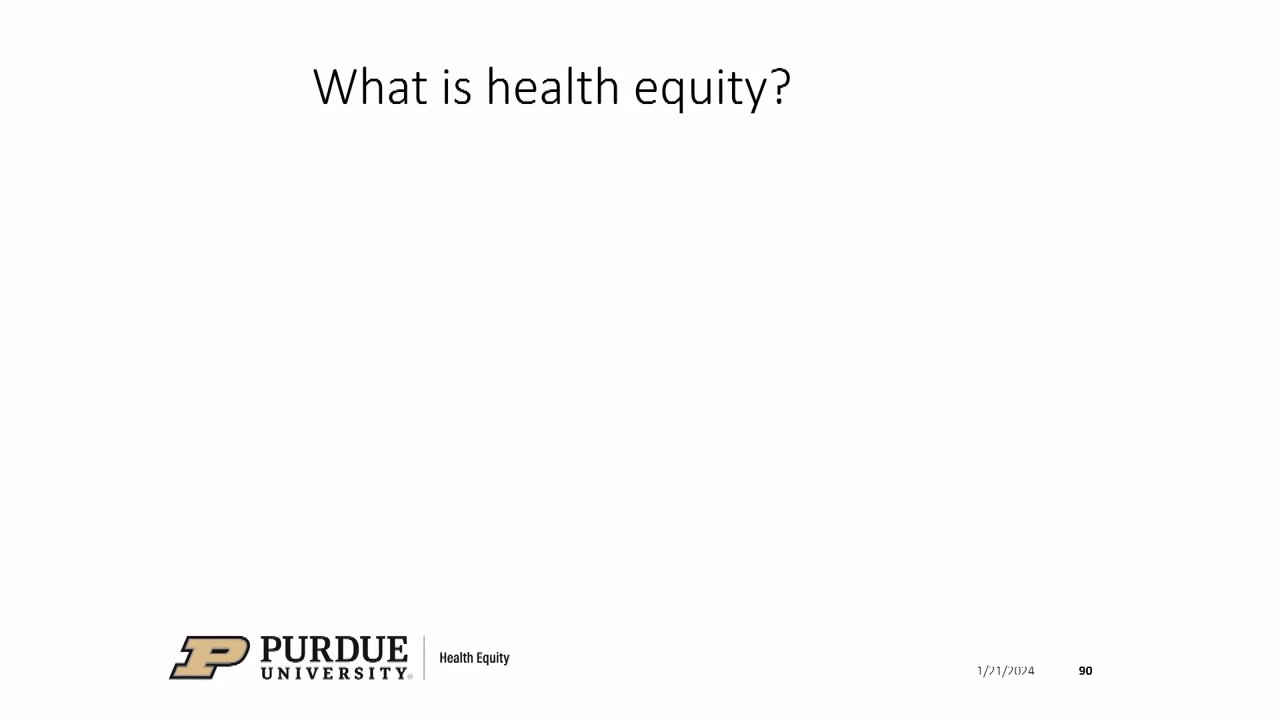 What is health equity?
PURDUE
UNIVERSITY®
Health Equity
1/21/2024
90